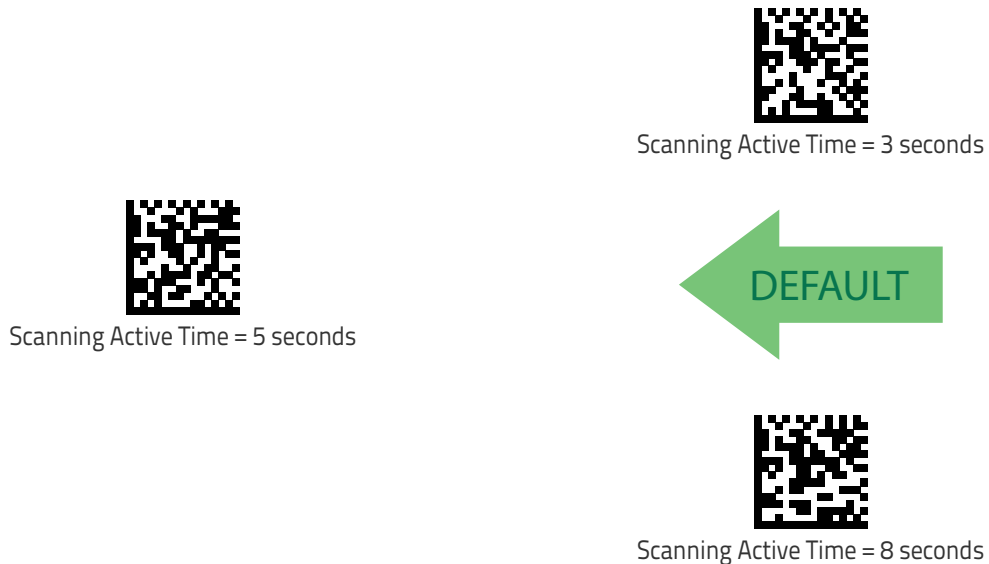 Scanning Active Time = 3 seconds
Scanning Active Time = 5 seconds
DEFAULT
Scanning Active Time = 8 seconds